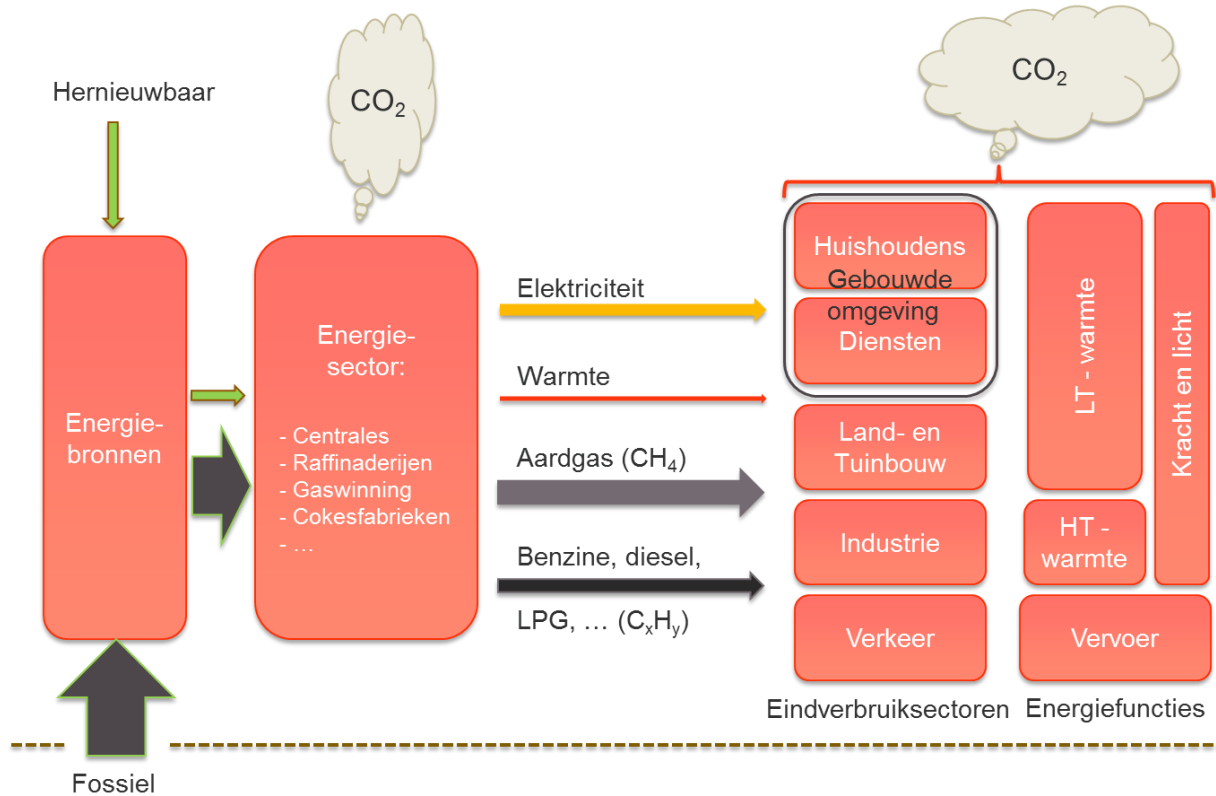 Hernieuwbaar
CO₂
CO₂
Energie-
bronnen
Energie-
sector:
- Centrales
- Raffinaderijen
- Gaswinning
- Cokesfabrieken
- ...
Elektriciteit
Warmte
Aardgas (CH₄)
Benzine, diesel,
LPG, … (CₓHᵧ)
Huishoudens
Gebouwde
omgeving
Diensten
Land- en
Tuinbouw
Industrie
Verkeer
LT - warmte
HT -
warmte
Kracht en licht
Vervoer
Eindverbruiksectoren
Energiefuncties
Fossiel